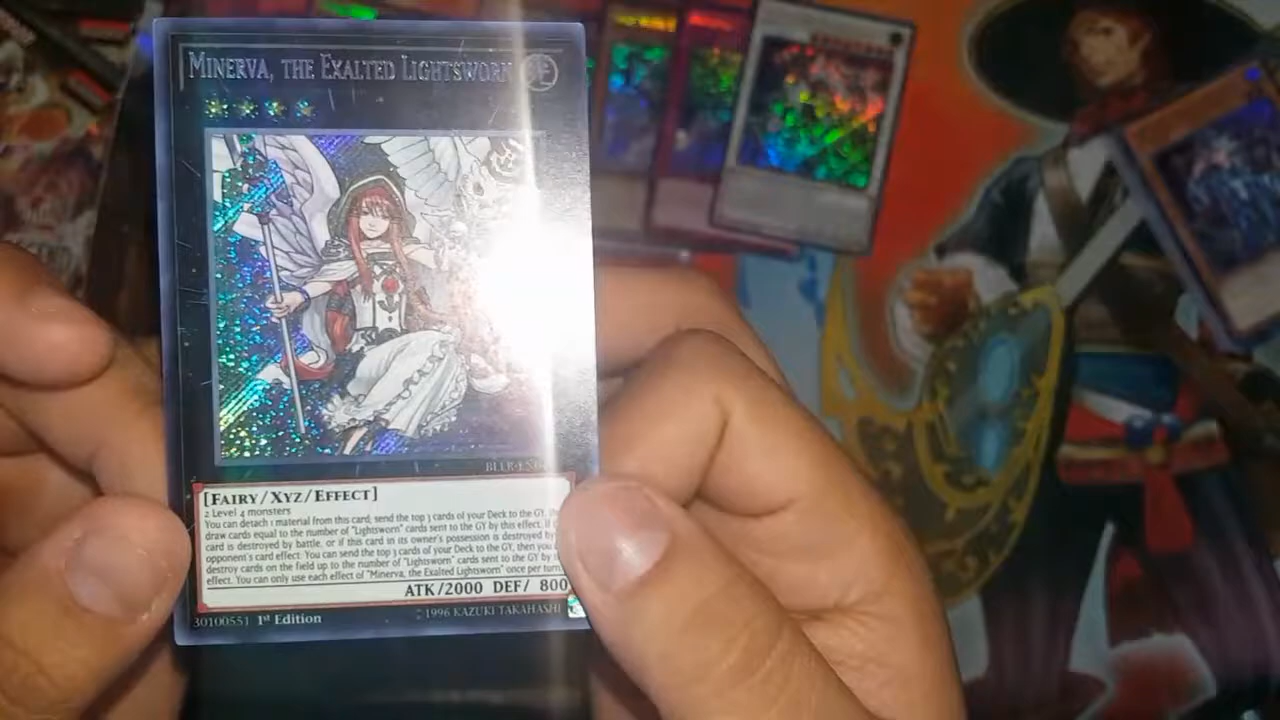 Minerva, the Exalted Lightsworn
BLLR-EN
[Fairy/Xyz/Effect]
2 Level 4 monsters
You can detach 1 material from this card; send the top 3 cards of your Deck to the GY,
draw cards equal to the number of "Lightsworn" cards sent to the GY by this effect. If
card is destroyed by battle, or if this card in its owner's possession is destroyed by
opponent's card effect: You can send the top 3 cards of your Deck to the GY, then you
destroy cards on the field up to the number of "Lightsworn" cards sent to the GY by
effect. You can only use each effect of "Minerva, the Exalted Lightsworn" once per turn
ATK/2000 DEF/ 800
30100551 1st Edition ©1996 KAZUKI TAKAHASHI